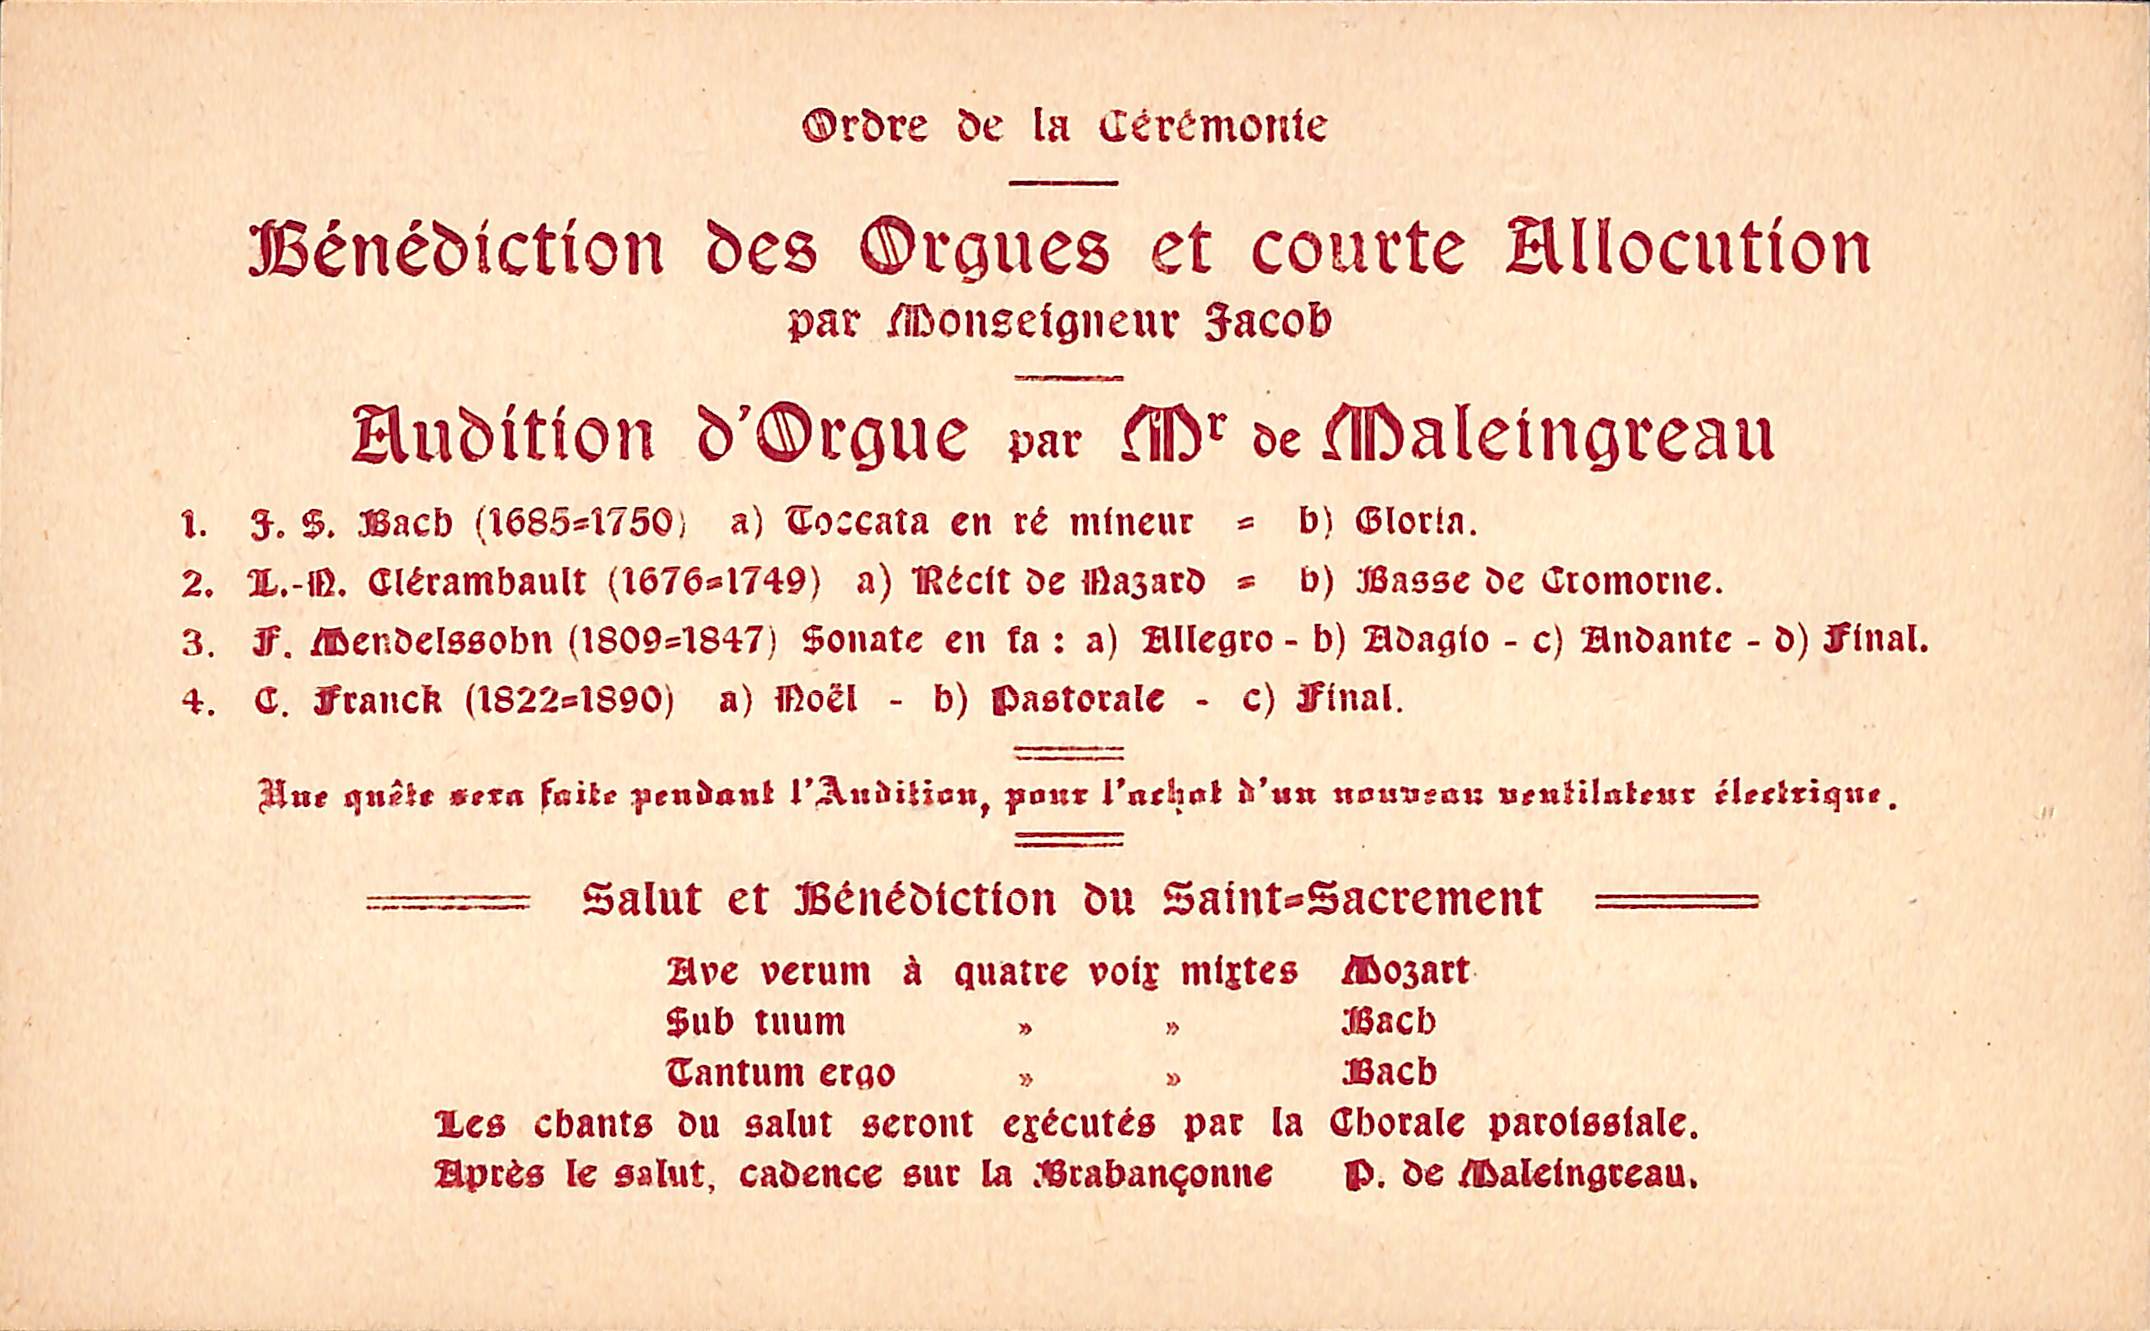 Ordre de la Cérémonie
Bénédiction des Orgues et courte Allocution
par Monseigneur Jacob
Audition d'Orgue par Mr de Maleingreau
1. J. S. Bach (1685=1750) a) Toccata en ré mineur = b) Gloria.
2. L.-N. Clérambault (1676=1749) a) Récit de Nazard = b) Basse de Cromorne.
3. F. Mendelssohn (1809=1847) Sonate en fa : a) Allegro - b) Adagio - c) Andante - d) Final.
4. C. Franck (1822=1890) a) Noël - b) Pastorale - c) Final.
Une quête sera faite pendant l'Audition, pour l'achat d'un nouveau ventilateur électrique.
Salut et Bénédiction du Saint=Sacrement
Ave verum à quatre voix mixtes Mozart
Sub tuum » » Bach
Tantum ergo » » Bach
Les chants du salut seront exécutés par la Chorale paroissiale.
Après le salut, cadence sur la Brabançonne P. de Maleingreau.